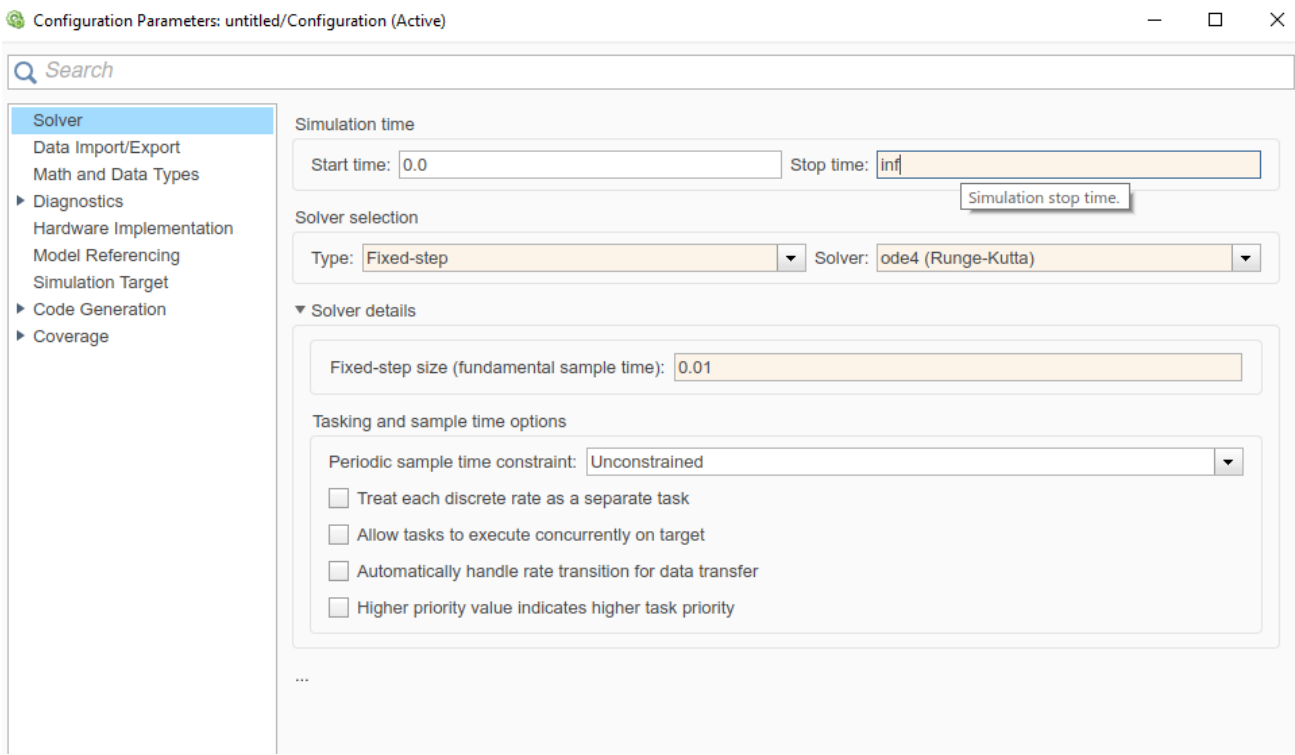 Configuration Parameters: untitled/Configuration (Active)
Search
Solver
Data Import/Export
Math and Data Types
Diagnostics
Hardware Implementation
Model Referencing
Simulation Target
Code Generation
Coverage
Simulation time
Start time: 0.0 Stop time: inf
Simulation stop time.
Solver selection
Type: Fixed-step Solver: ode4 (Runge-Kutta)
Solver details
Fixed-step size (fundamental sample time): 0.01
Tasking and sample time options
Periodic sample time constraint: Unconstrained
Treat each discrete rate as a separate task
Allow tasks to execute concurrently on target
Automatically handle rate transition for data transfer
Higher priority value indicates higher task priority
...